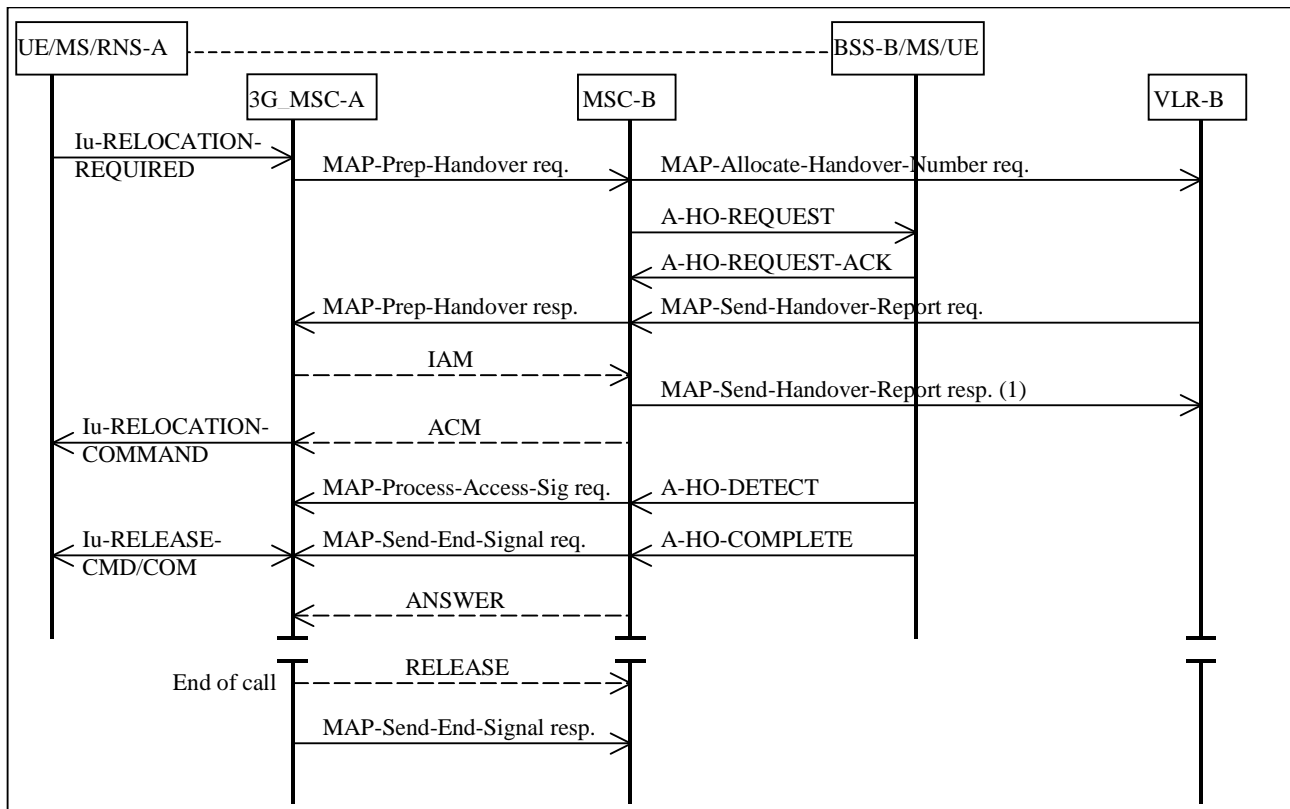 UE/MS/RNS-A
BSS-B/MS/UE
3G_MSC-A
MSC-B
VLR-B
Iu-RELOCATION-
REQUIRED
MAP-Prep-Handover req.
MAP-Allocate-Handover-Number req.
A-HO-REQUEST
A-HO-REQUEST-ACK
MAP-Prep-Handover resp.
MAP-Send-Handover-Report req.
IAM
MAP-Send-Handover-Report resp. (1)
Iu-RELOCATION-
COMMAND
ACM
MAP-Process-Access-Sig req.
A-HO-DETECT
Iu-RELEASE-
CMD/COM
MAP-Send-End-Signal req.
A-HO-COMPLETE
ANSWER
RELEASE
End of call
MAP-Send-End-Signal resp.